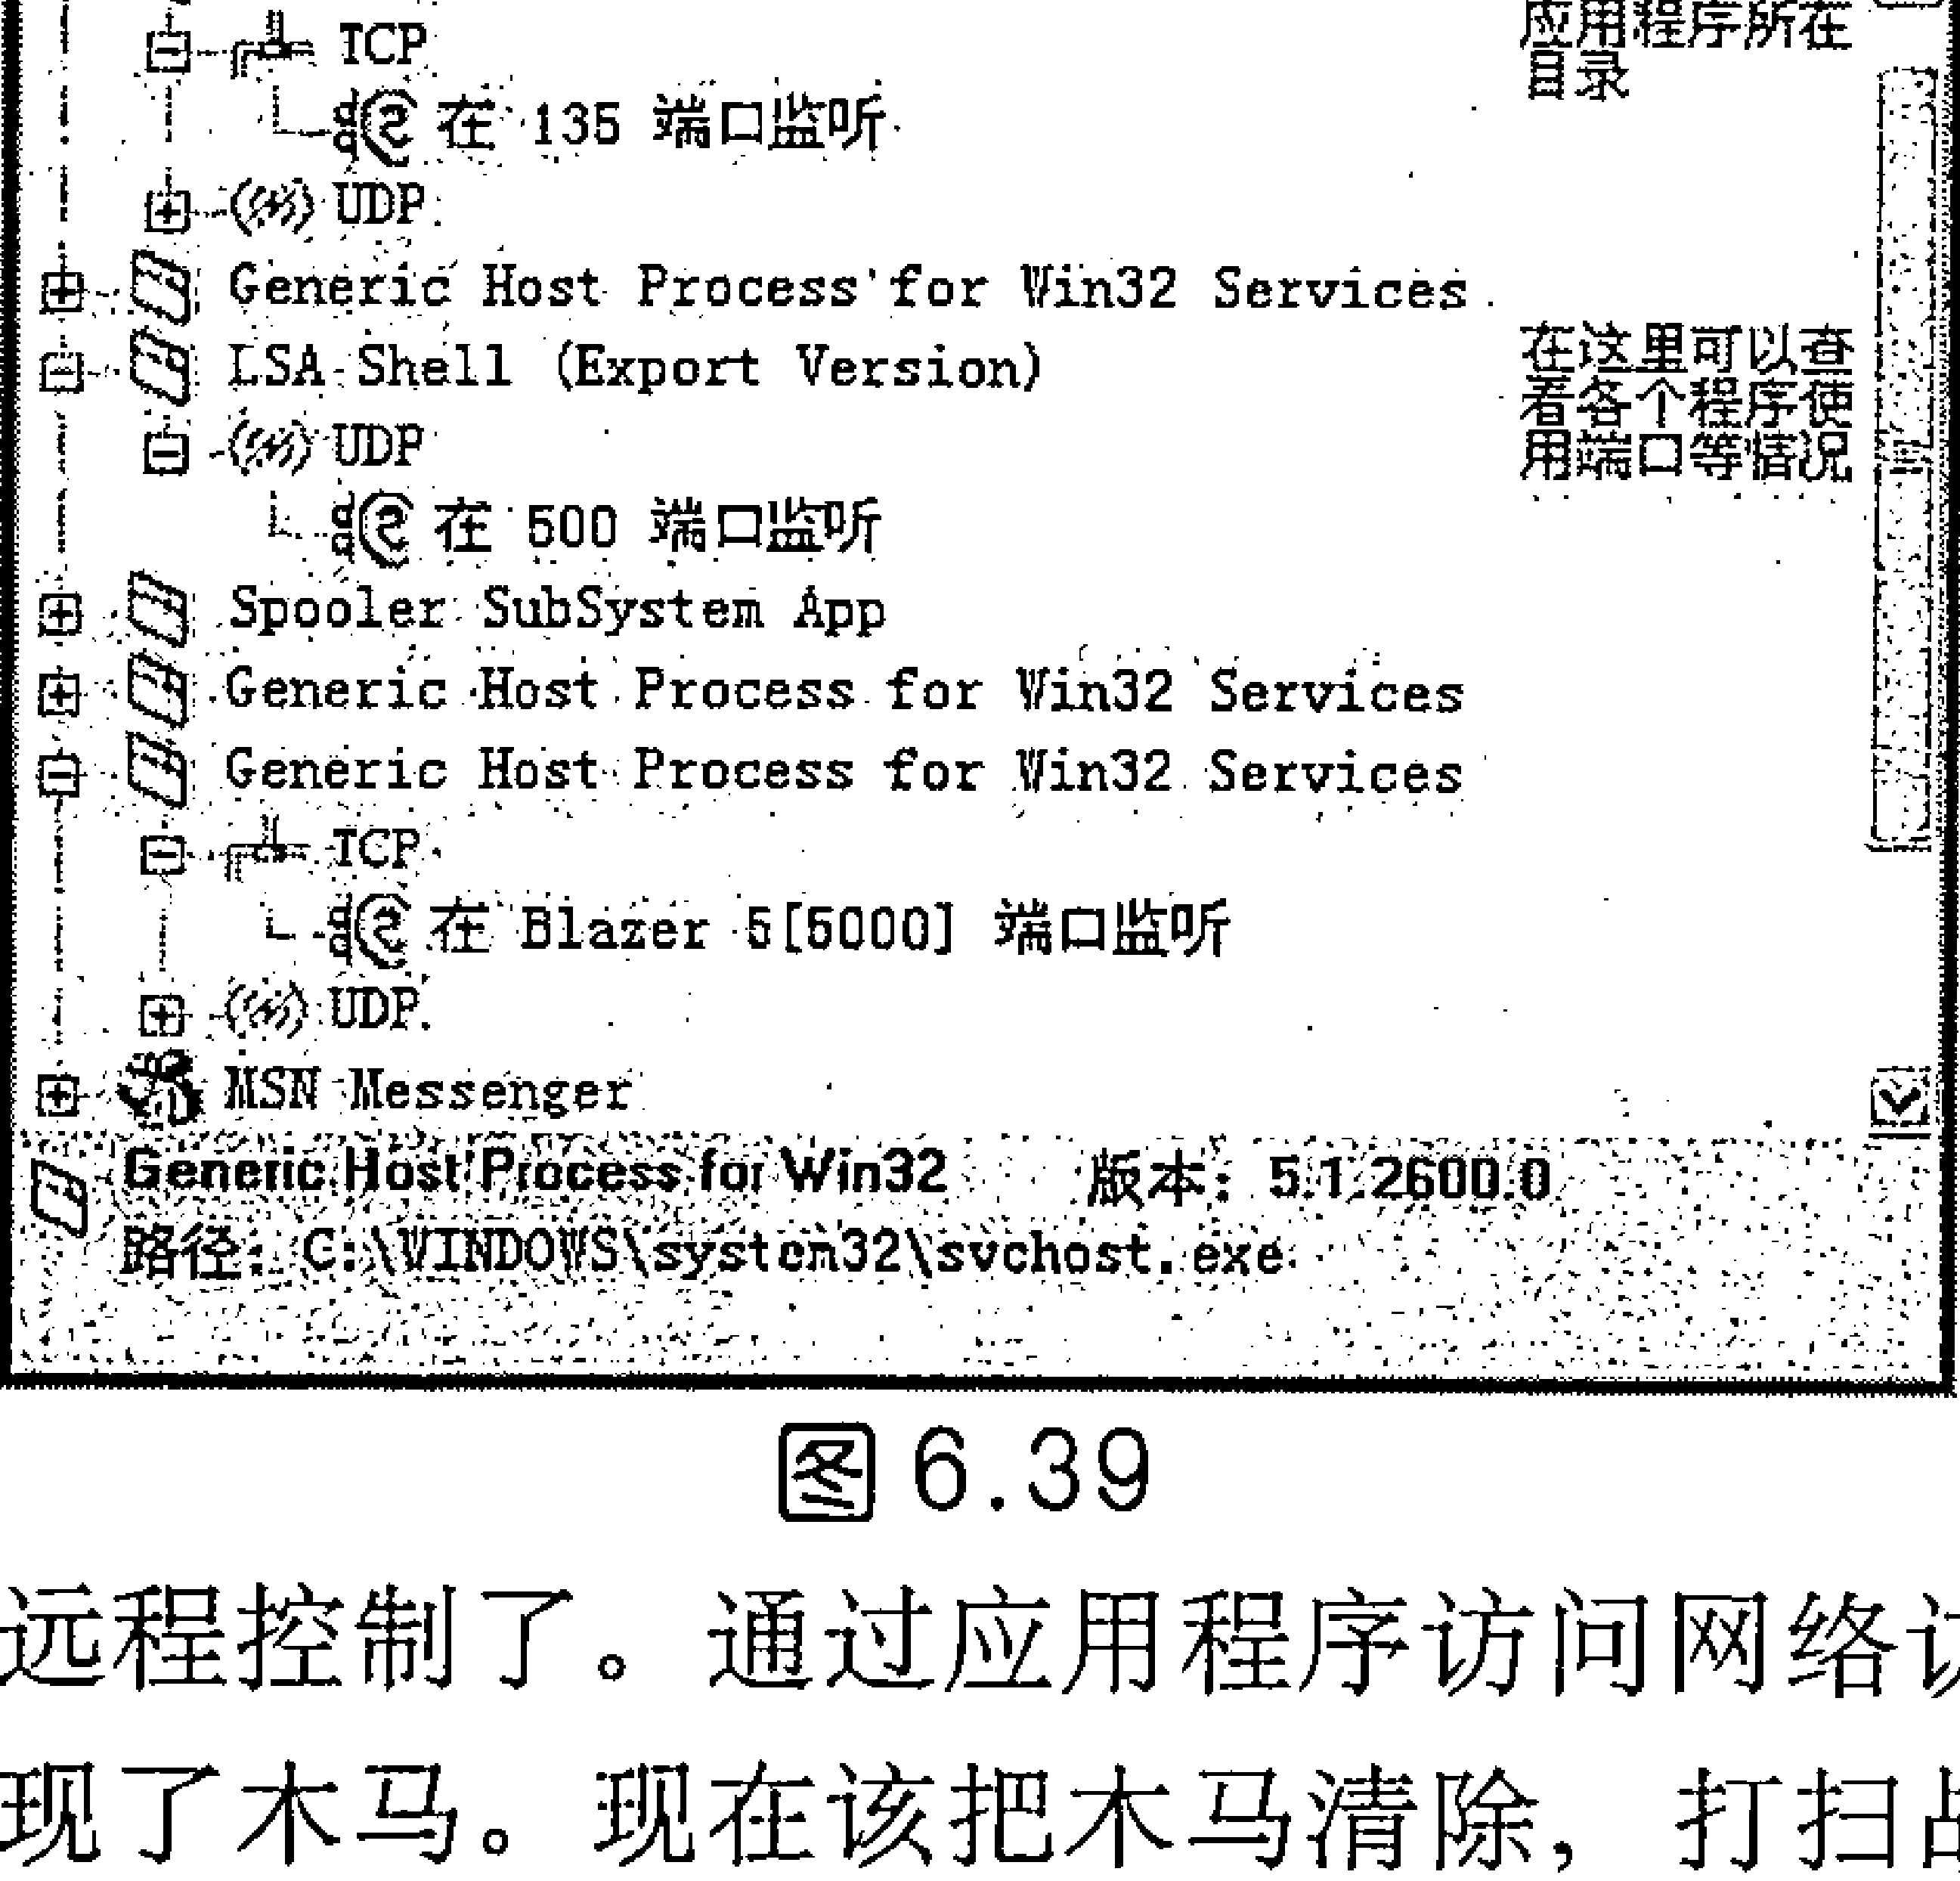 TCP
应用程序所在
目录
在 135 端口监听
UDP
Generic Host Process for Win32 Services
LSA Shell (Export Version)
在这里可以查
看各个程序使
用端口等情况
UDP
在 500 端口监听
Spooler SubSystem App
Generic Host Process for Win32 Services
Generic Host Process for Win32 Services
TCP
在 Blazer 5[5000] 端口监听
UDP
MSN Messenger
Generic Host Process for Win32 版本: 5.1.2600.0
路径: C:\WINDOWS\system32\svchost.exe
图 6.39
远程控制了。通过应用程序访问网络
现了木马。现在该把木马清除，打扫